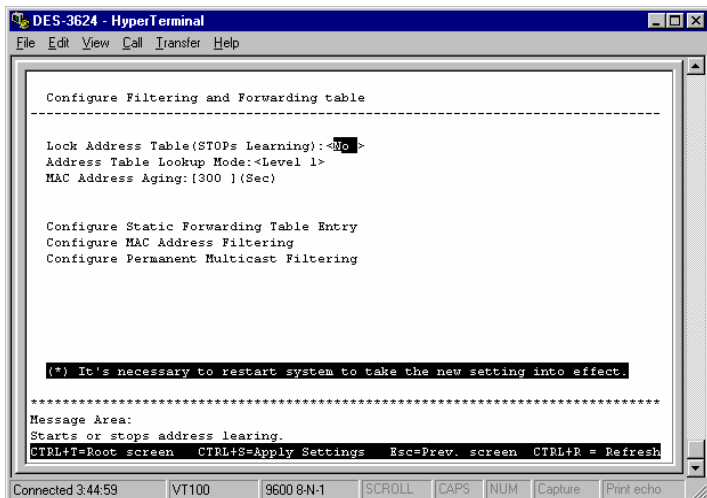 DES-3624 - HyperTerminal
File Edit View Call Transfer Help
Configure Filtering and Forwarding table
--------------------------------------------------------------------------------
Lock Address Table(STOPs Learning):<No >
Address Table Lookup Mode:<Level 1>
MAC Address Aging:[300 ](Sec)
Configure Static Forwarding Table Entry
Configure MAC Address Filtering
Configure Permanent Multicast Filtering
(*) It's necessary to restart system to take the new setting into effect.
*******************************************************************************
Message Area:
Starts or stops address learing.
CTRL+T=Root screen CTRL+S=Apply Settings Esc=Prev. screen CTRL+R = Refresh
Connected 3:44:59 VT100 9600 8-N-1 SCROLL CAPS NUM Capture Print echo